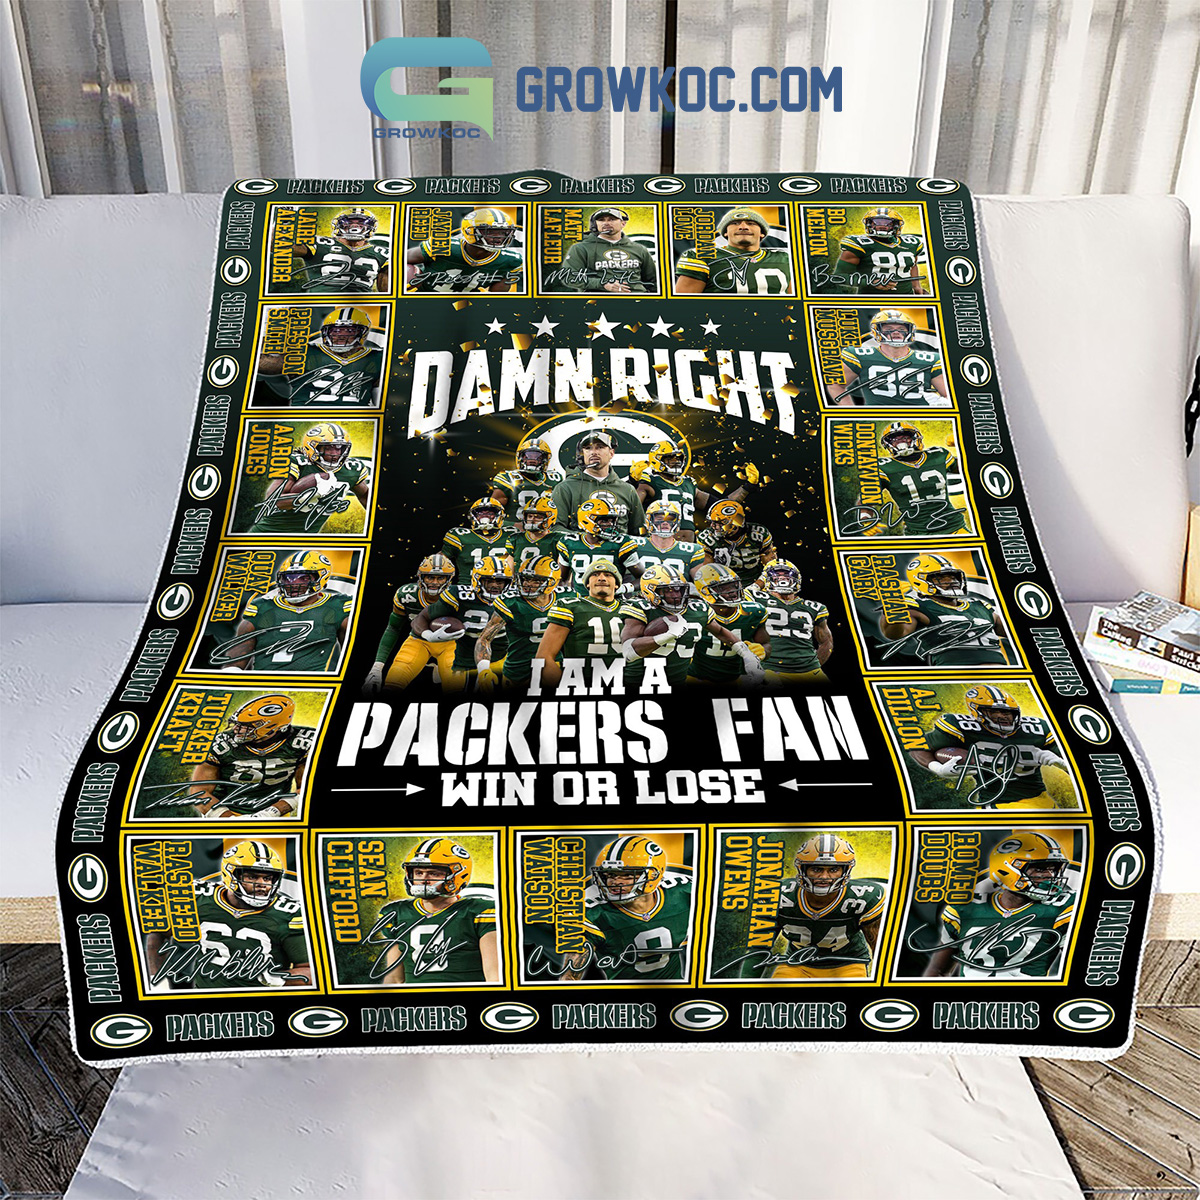 GROWKOC
GROWKOC.COM
PACKERS PACKERS PACKERS PACKERS PACKERS
JAIRE
ALEXANDER
JAYDEN
REED
MATT
LAFLEUR
JORDAN
LOVE
BO
MELTON
PRESTON
SMITH
LUKE
MUSGRAVE
AARON
JONES
DONTAYVION
WICKS
QUAY
WALKER
RASHAN
GARY
TUCKER
KRAFT
AJ
DILLON
DAMN RIGHT
I AM A
PACKERS FAN
WIN OR LOSE
RASHEED
WALKER
SEAN
CLIFFORD
CHRISTIAN
WATSON
JONATHAN
OWENS
ROMEO
DOUBS
PACKERS PACKERS PACKERS PACKERS PACKERS